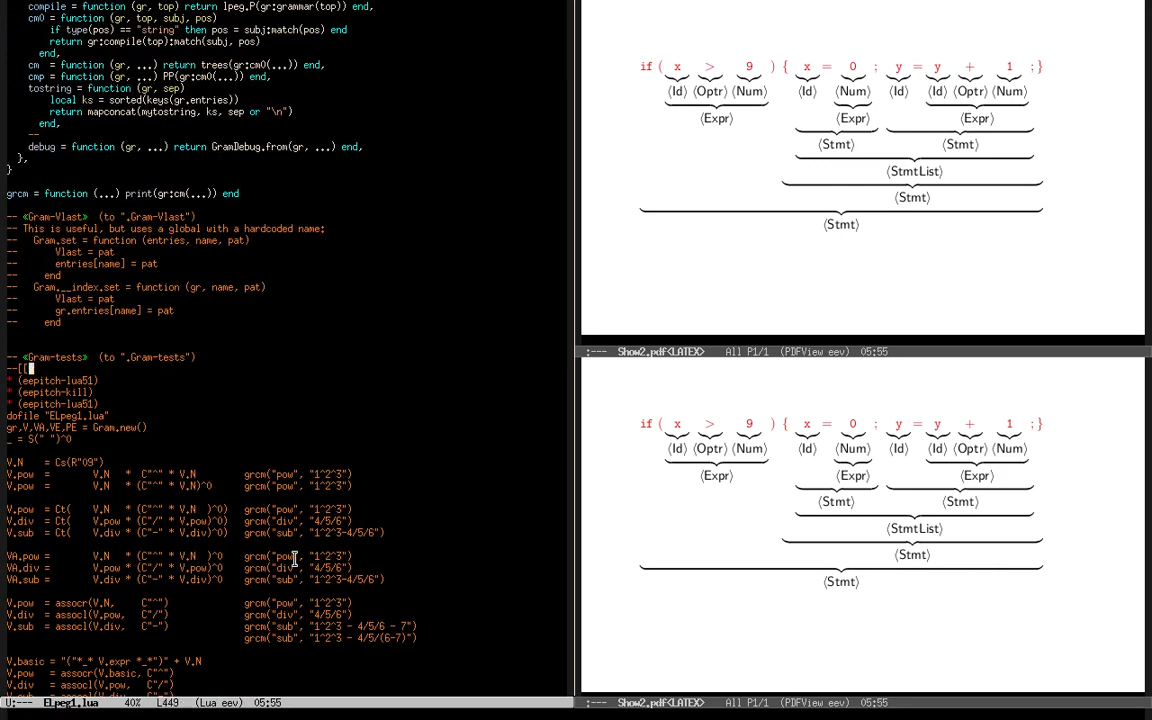 compile = function (gr, top) return lpeg.P(gr:grammar(top)) end,
    cm0 = function (gr, top, subj, pos)
        if type(pos) == "string" then pos = subj:match(pos) end
        return gr:compile(top):match(subj, pos)
      end,
    cm  = function (gr, ...) return trees(gr:cm0(...)) end,
    cmp = function (gr, ...) PP(gr:cm0(...)) end,
    tostring = function (gr, sep)
        local ks = sorted(keys(gr.entries))
        return mapconcat(mytostring, ks, sep or "\n")
      end,
    --
    debug = function (gr, ...) return GramDebug.from(gr, ...) end,
  },
}
grcm = function (...) print(gr:cm(...)) end
-- «Gram-Vlast»  (to ".Gram-Vlast")
-- This is useful, but uses a global with a hardcoded name:
--   Gram.set = function (entries, name, pat)
--       Vlast = pat
--       entries[name] = pat
--     end
--   Gram.__index.set = function (gr, name, pat)
--       Vlast = pat
--       gr.entries[name] = pat
--     end
-- «Gram-tests»  (to ".Gram-tests")
--[[
* (eepitch-lua51)
* (eepitch-kill)
* (eepitch-lua51)
dofile "ELpeg1.lua"
gr,V,VA,VE,PE = Gram.new()
_ = S(" ")^0
V.N   = Cs(R"09")
V.pow =        V.N   *  C"^" * V.N         grcm("pow", "1^2^3")
V.pow =        V.N   * (C"^" * V.N)^0      grcm("pow", "1^2^3")
V.pow = Ct(    V.N   * (C"^" * V.N  )^0)   grcm("pow", "1^2^3")
V.div = Ct(    V.pow * (C"/" * V.pow)^0)   grcm("div", "4/5/6")
V.sub = Ct(    V.div * (C"-" * V.div)^0)   grcm("sub", "1^2^3-4/5/6")
VA.pow =       V.N   * (C"^" * V.N  )^0    grcm("pow", "1^2^3")
VA.div =       V.pow * (C"/" * V.pow)^0    grcm("div", "4/5/6")
VA.sub =       V.div * (C"-" * V.div)^0    grcm("sub", "1^2^3-4/5/6")
V.pow  = assocr(V.N,     C"^")             grcm("pow", "1^2^3")
V.div  = assocl(V.pow,   C"/")             grcm("div", "4/5/6")
V.sub  = assocl(V.div,   C"-")             grcm("sub", "1^2^3 - 4/5/6 - 7")
                                           grcm("sub", "1^2^3 - 4/5/(6-7)")
V.basic = "("*_* V.expr *_*")" + V.N
V.pow  = assocr(V.basic, C"^")
V.div  = assocl(V.pow,   C"/")
V.sub  = assocl(V.div,   C"-")
U:---  ELpeg1.lua     40%   L449   (Lua eev) 05:55
if ( x > 9 ) { x = 0 ; y = y + 1 ; }
⟨Id⟩ ⟨Optr⟩ ⟨Num⟩ ⟨Id⟩ ⟨Num⟩ ⟨Id⟩ ⟨Id⟩ ⟨Optr⟩ ⟨Num⟩
⟨Expr⟩ ⟨Expr⟩ ⟨Expr⟩
⟨Stmt⟩ ⟨Stmt⟩
⟨StmtList⟩
⟨Stmt⟩
⟨Stmt⟩
:---  Show2.pdf<LATEX>   All P1/1   (PDFView eev) 05:55
if ( x > 9 ) { x = 0 ; y = y + 1 ; }
⟨Id⟩ ⟨Optr⟩ ⟨Num⟩ ⟨Id⟩ ⟨Num⟩ ⟨Id⟩ ⟨Id⟩ ⟨Optr⟩ ⟨Num⟩
⟨Expr⟩ ⟨Expr⟩ ⟨Expr⟩
⟨Stmt⟩ ⟨Stmt⟩
⟨StmtList⟩
⟨Stmt⟩
⟨Stmt⟩
:---  Show2.pdf<LATEX>   All P1/1   (PDFView eev) 05:55